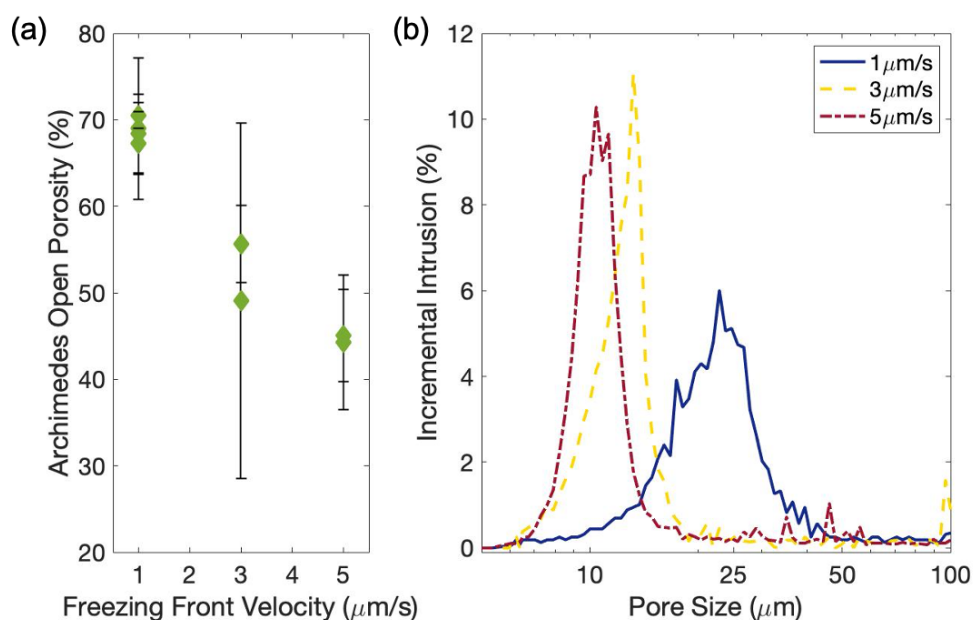 (a)
80
70
60
50
40
30
20
Archimedes Open Porosity (%)
1 2 3 4 5
Freezing Front Velocity (μm/s)
(b)
12
10
8
6
4
2
0
Incremental Intrusion (%)
1μm/s
3μm/s
5μm/s
10 25 50 100
Pore Size (μm)